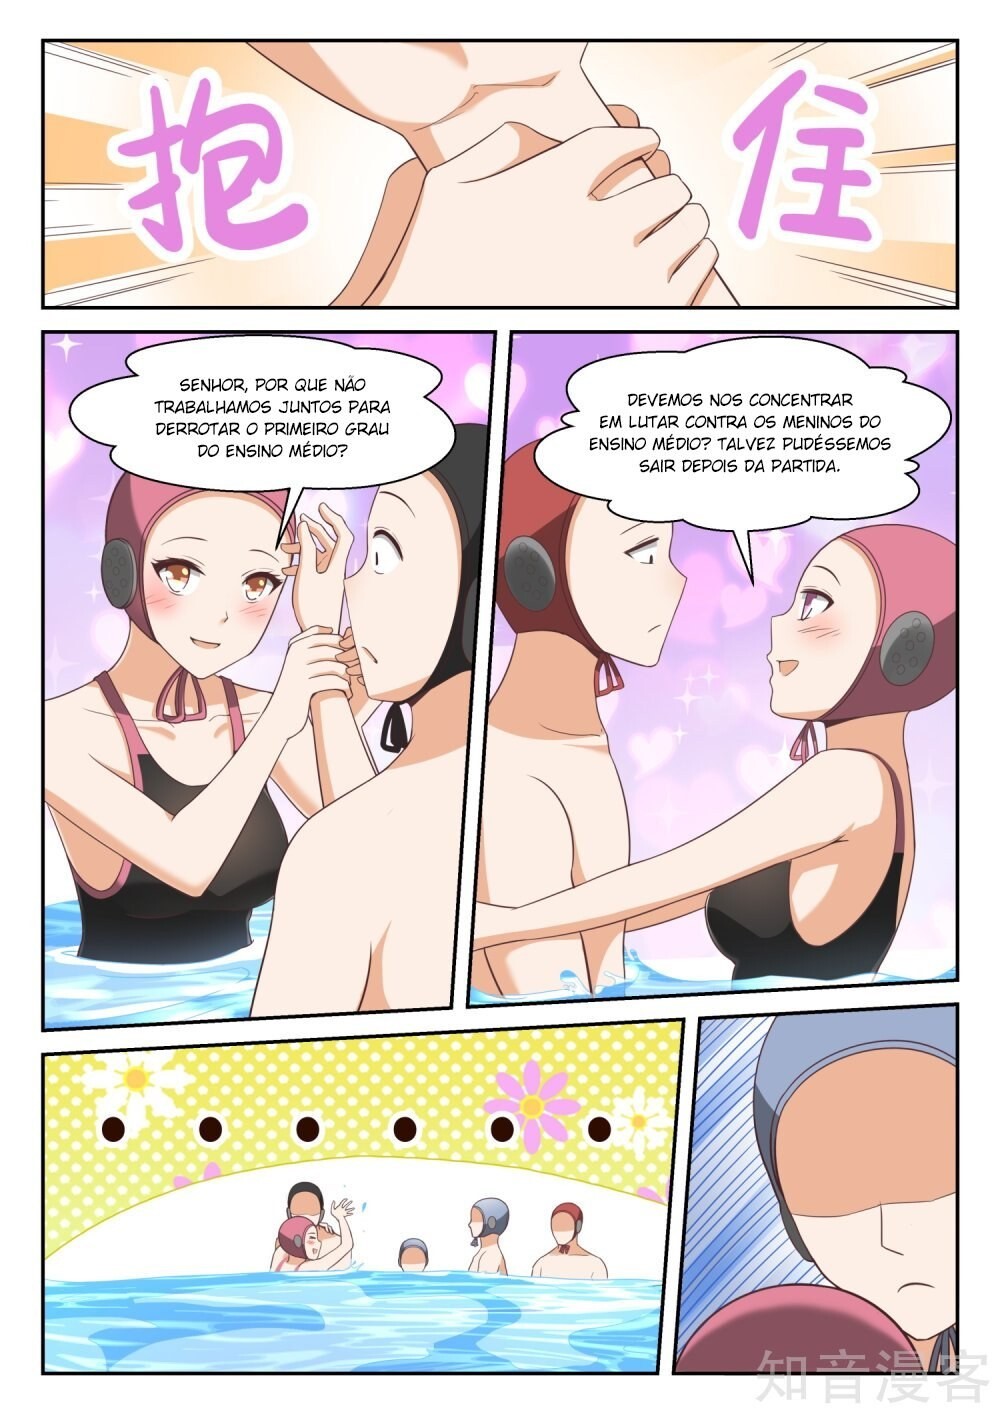 抱住
SENHOR, POR QUE NÃO
TRABALHAMOS JUNTOS PARA
DERROTAR O PRIMEIRO GRAU
DO ENSINO MÉDIO?
DEVEMOS NOS CONCENTRAR
EM LUTAR CONTRA OS MENINOS DO
ENSINO MÉDIO? TALVEZ PUDÉSSEMOS
SAIR DEPOIS DA PARTIDA.
知音漫客